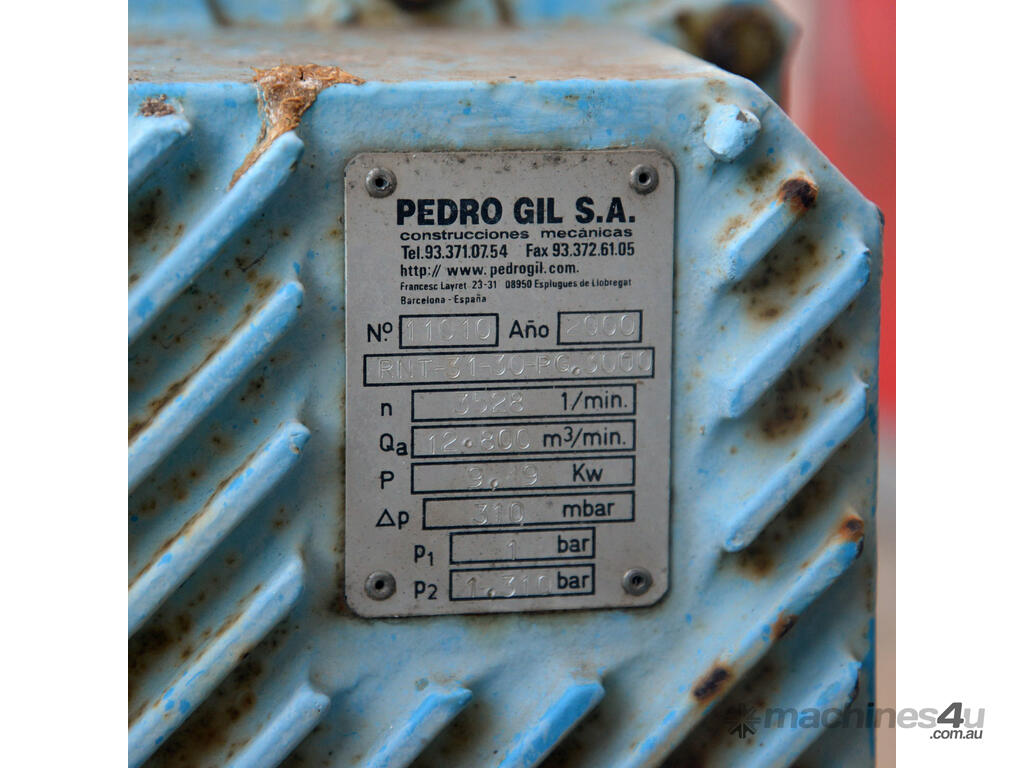 PEDRO GIL S.A.
construcciones mecánicas
Tel.93.371.07.54 Fax 93.372.61.05
http:// www. pedrogil.com.
Francesc Layret 23-31 08950 Esplugues de Llobregat
Barcelona - España
Nº 11010 Año 2000
RNT-31-30-PG.3000
n 3528 1/min.
Qa 12.800 m³/min.
P 9,49 Kw
Δp 310 mbar
p1 1 bar
p2 1.310 bar
machines4u
.com.au